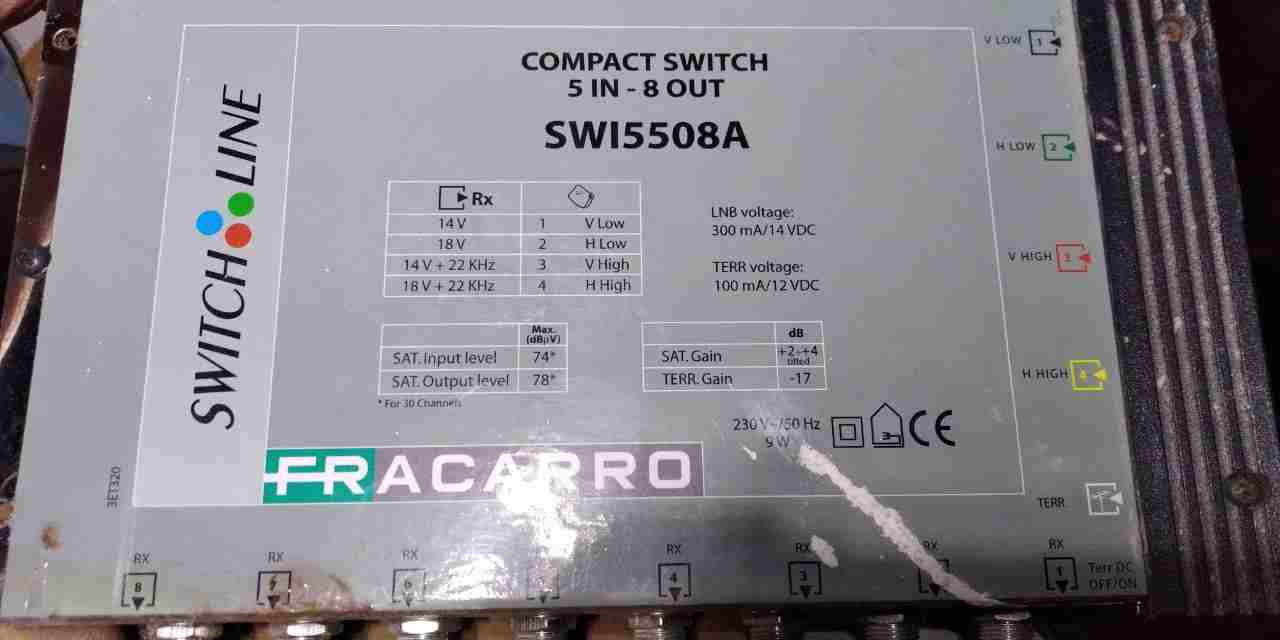 COMPACT SWITCH
5 IN - 8 OUT
SWI5508A
SWITCH LINE
Rx
14 V 1 V Low
18 V 2 H Low
14 V + 22 KHz 3 V High
18 V + 22 KHz 4 H High
LNB voltage:
300 mA/14 VDC
TERR voltage:
100 mA/12 VDC
Max.
(dBµV)
SAT. Input level 74*
SAT. Output level 78*
* For 30 Channels
dB
SAT. Gain +2÷+4
tilted
TERR. Gain -17
230 V~/50 Hz
9 W
CE
FRACARRO
3ET320
V LOW 1
H LOW 2
V HIGH 3
H HIGH 4
TERR
RX
8
RX
RX
6
RX
4
RX
3
RX
RX
1
Terr DC
OFF/ON